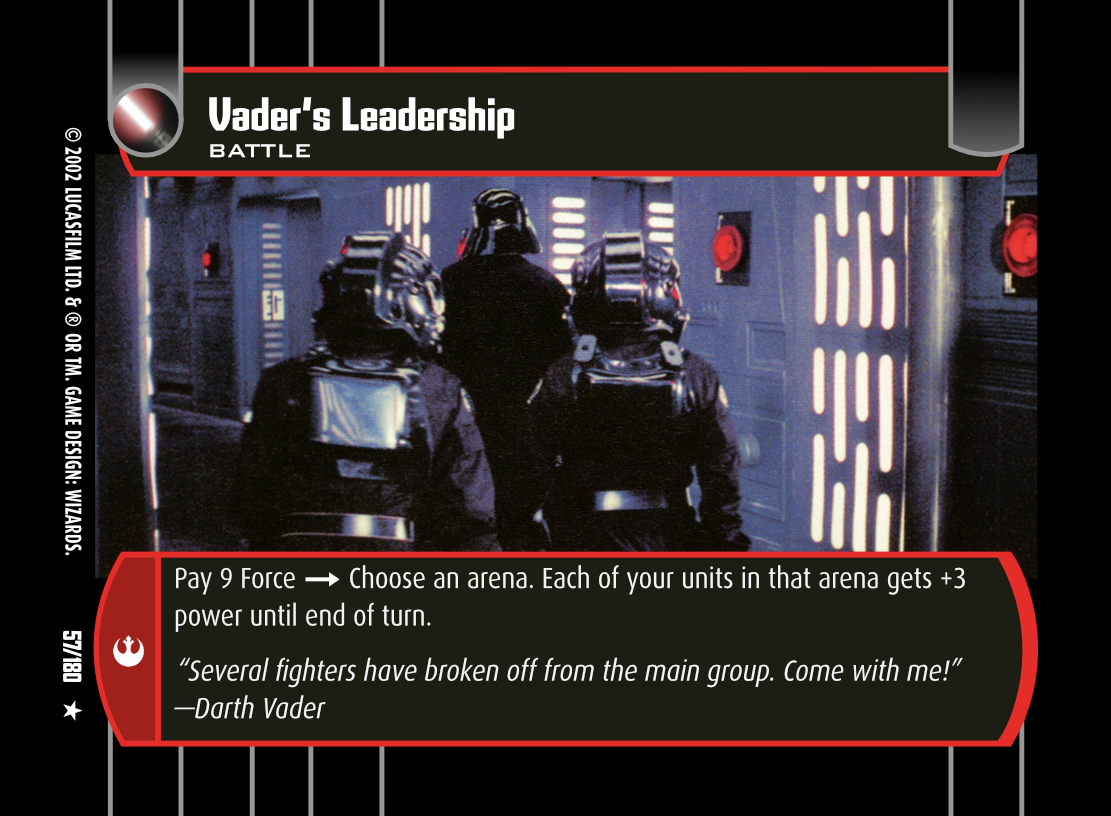 Vader's Leadership
BATTLE
Pay 9 Force → Choose an arena. Each of your units in that arena gets +3
power until end of turn.
“Several fighters have broken off from the main group. Come with me!”
—Darth Vader
© 2002 LUCASFILM LTD. & ® OR TM. GAME DESIGN: WIZARDS.
57/180 ★